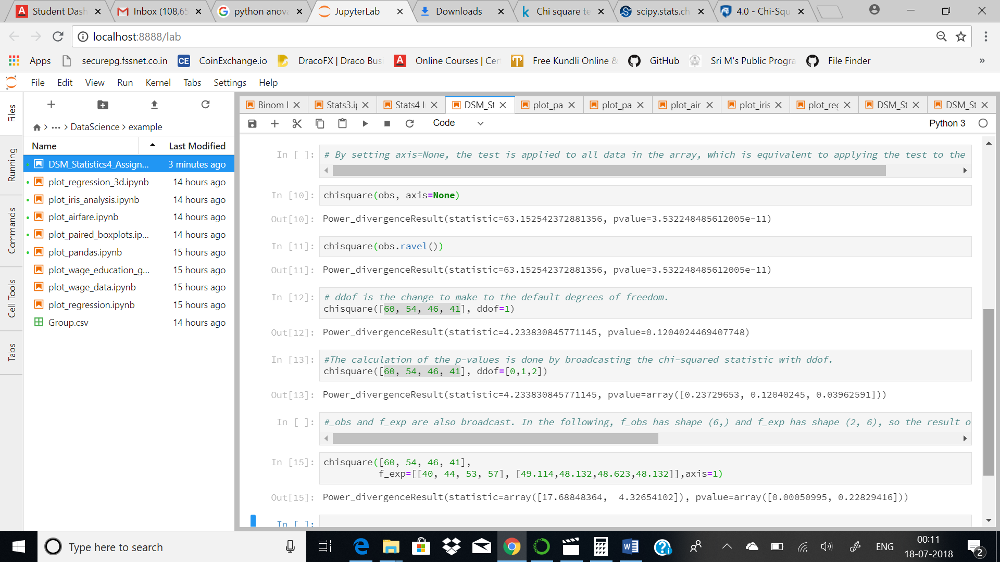 Student Dash
Inbox (108,65
python anova
JupyterLab
Downloads
Chi square te
scipy.stats.ch
4.0 - Chi-Squ
localhost:8888/lab
Apps
securepg.fssnet.co.in
CE CoinExchange.io
DracoFX | Draco Busi
Online Courses | Cert
Free Kundli Online &
GitHub
Sri M's Public Progra
File Finder
»
File Edit View Run Kernel Tabs Settings Help
Files
Running
Commands
Cell Tools
Tabs
DataScience > example
Name Last Modified
DSM_Statistics4_Assign... 3 minutes ago
plot_regression_3d.ipynb 14 hours ago
plot_iris_analysis.ipynb 14 hours ago
plot_airfare.ipynb 14 hours ago
plot_paired_boxplots.ip... 14 hours ago
plot_pandas.ipynb 15 hours ago
plot_wage_education_g... 15 hours ago
plot_wage_data.ipynb 15 hours ago
plot_regression.ipynb 15 hours ago
Group.csv 14 hours ago
Binom I
Stats3.ip
Stats4 I
DSM_St
plot_pa
plot_pa
plot_air
plot_iris
plot_reg
DSM_St
DSM_St
Code
Python 3
In [ ]: # By setting axis=None, the test is applied to all data in the array, which is equivalent to applying the test to the
In [10]: chisquare(obs, axis=None)
Out[10]: Power_divergenceResult(statistic=63.152542372881356, pvalue=3.532248485612005e-11)
In [11]: chisquare(obs.ravel())
Out[11]: Power_divergenceResult(statistic=63.152542372881356, pvalue=3.532248485612005e-11)
In [12]: # ddof is the change to make to the default degrees of freedom.
chisquare([60, 54, 46, 41], ddof=1)
Out[12]: Power_divergenceResult(statistic=4.233830845771145, pvalue=0.1204024469407748)
In [13]: #The calculation of the p-values is done by broadcasting the chi-squared statistic with ddof.
chisquare([60, 54, 46, 41], ddof=[0,1,2])
Out[13]: Power_divergenceResult(statistic=4.233830845771145, pvalue=array([0.23729653, 0.12040245, 0.03962591]))
In [ ]: #_obs and f_exp are also broadcast. In the following, f_obs has shape (6,) and f_exp has shape (2, 6), so the result o
In [15]: chisquare([60, 54, 46, 41],
f_exp=[[40, 44, 53, 57], [49.114,48.132,48.623,48.132]],axis=1)
Out[15]: Power_divergenceResult(statistic=array([17.68848364,  4.32654102]), pvalue=array([0.00050995, 0.22829416]))
In [ ]:
Type here to search
ENG
00:11
18-07-2018
2